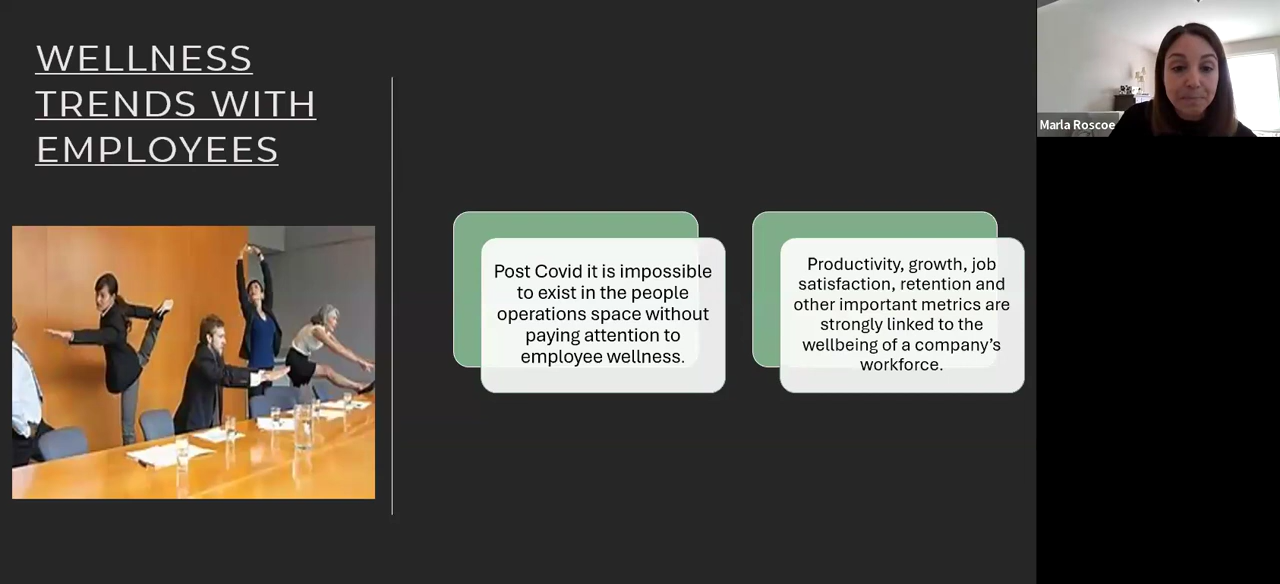 WELLNESS
TRENDS WITH
EMPLOYEES
Post Covid it is impossible
to exist in the people
operations space without
paying attention to
employee wellness.
Productivity, growth, job
satisfaction, retention and
other important metrics are
strongly linked to the
wellbeing of a company’s
workforce.
Marla Roscoe